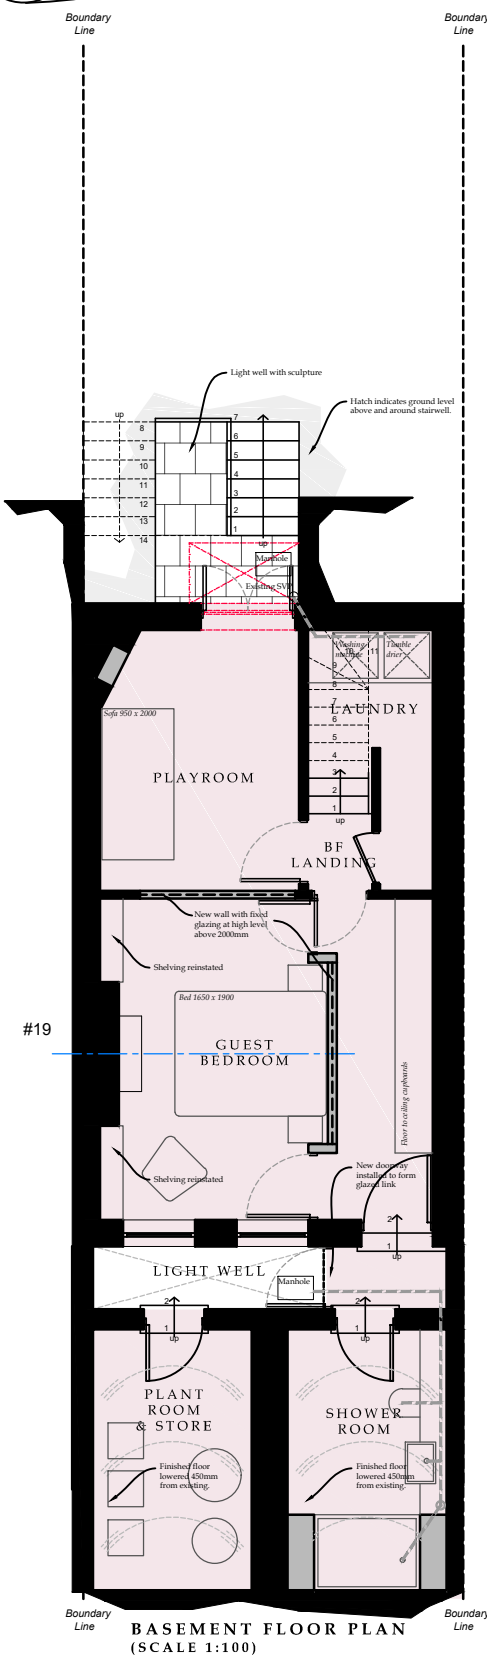 Boundary
Line
Boundary
Line
Light well with sculpture
Hatch indicates ground level
above and around stairwell.
up
8
9
10
11
12
13
14
7
6
5
4
3
2
1
up
Manhole
Existing SVP
Washing
machine
Tumble
drier
10
11
9
8
7
6
5
4
3
2
1
up
LAUNDRY
Sofa 950 x 2000
PLAYROOM
BF
LANDING
New wall with fixed
glazing at high level
above 2000mm
Shelving reinstated
Bed 1650 x 1900
#19
GUEST
BEDROOM
Floor to ceiling cupboards
Shelving reinstated
New doorway
installed to form
glazed link
2
1
up
LIGHT WELL
Manhole
2
1
up
2
1
up
PLANT
ROOM
& STORE
SHOWER
ROOM
Finished floor
lowered 450mm
from existing.
Finished floor
lowered 450mm
from existing.
Boundary
Line
Boundary
Line
BASEMENT FLOOR PLAN
(SCALE 1:100)